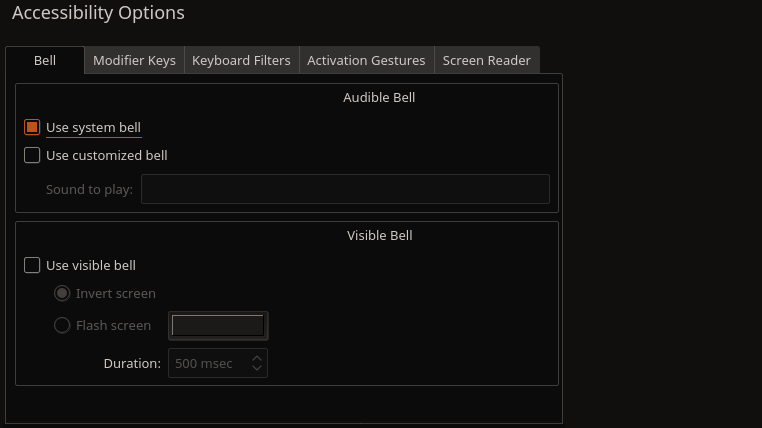 Accessibility Options
Bell Modifier Keys Keyboard Filters Activation Gestures Screen Reader
Audible Bell
Use system bell
Use customized bell
Sound to play:
Visible Bell
Use visible bell
Invert screen
Flash screen
Duration: 500 msec